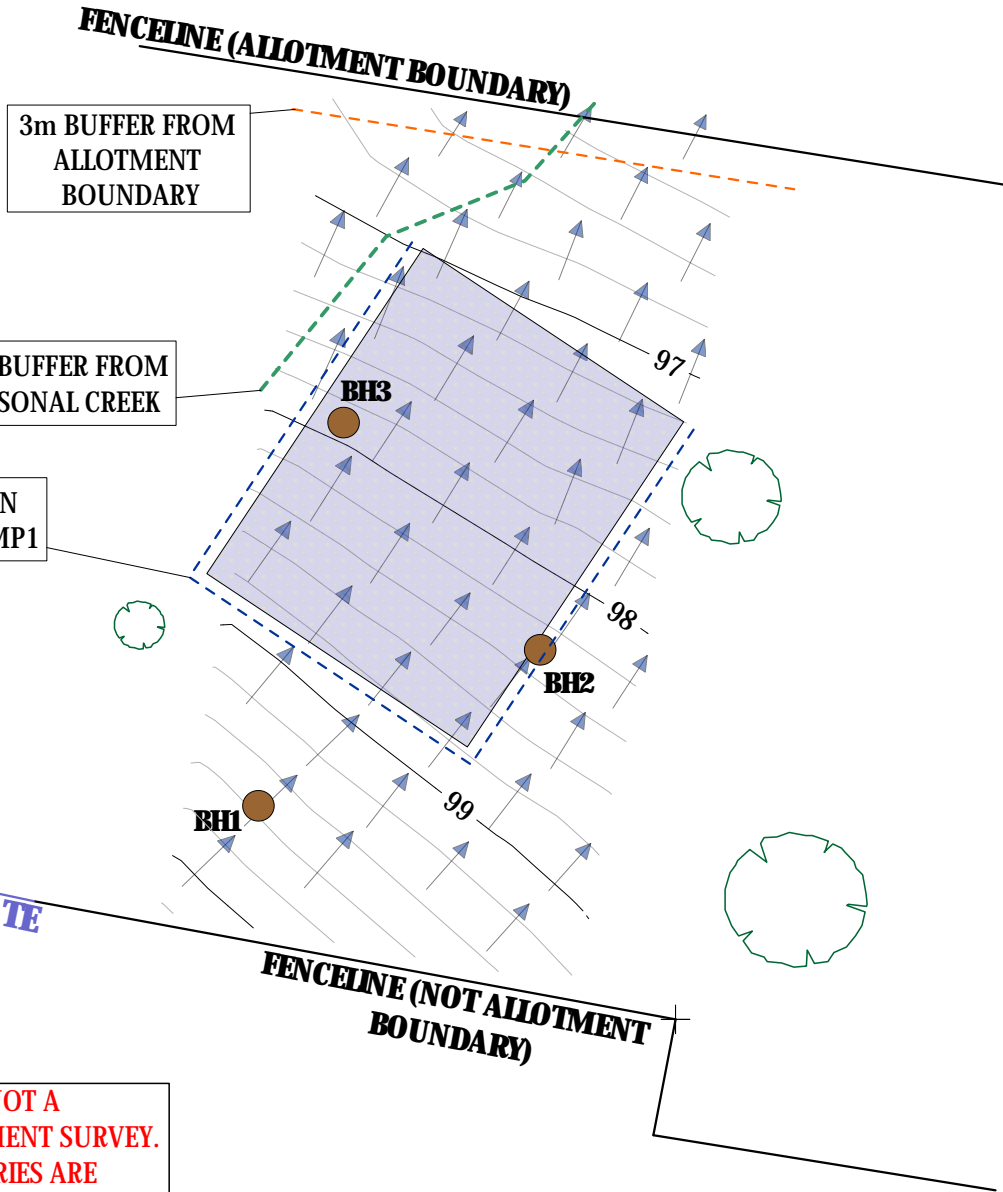 FENCELINE (ALLOTMENT BOUNDARY)
3m BUFFER FROM
ALLOTMENT
BOUNDARY
BUFFER FROM
SONAL CREEK
97
BH3
N
MP1
98
BH2
99
BH1
TE
FENCELINE (NOT ALLOTMENT
BOUNDARY)
OT A
MENT SURVEY.
RIES ARE